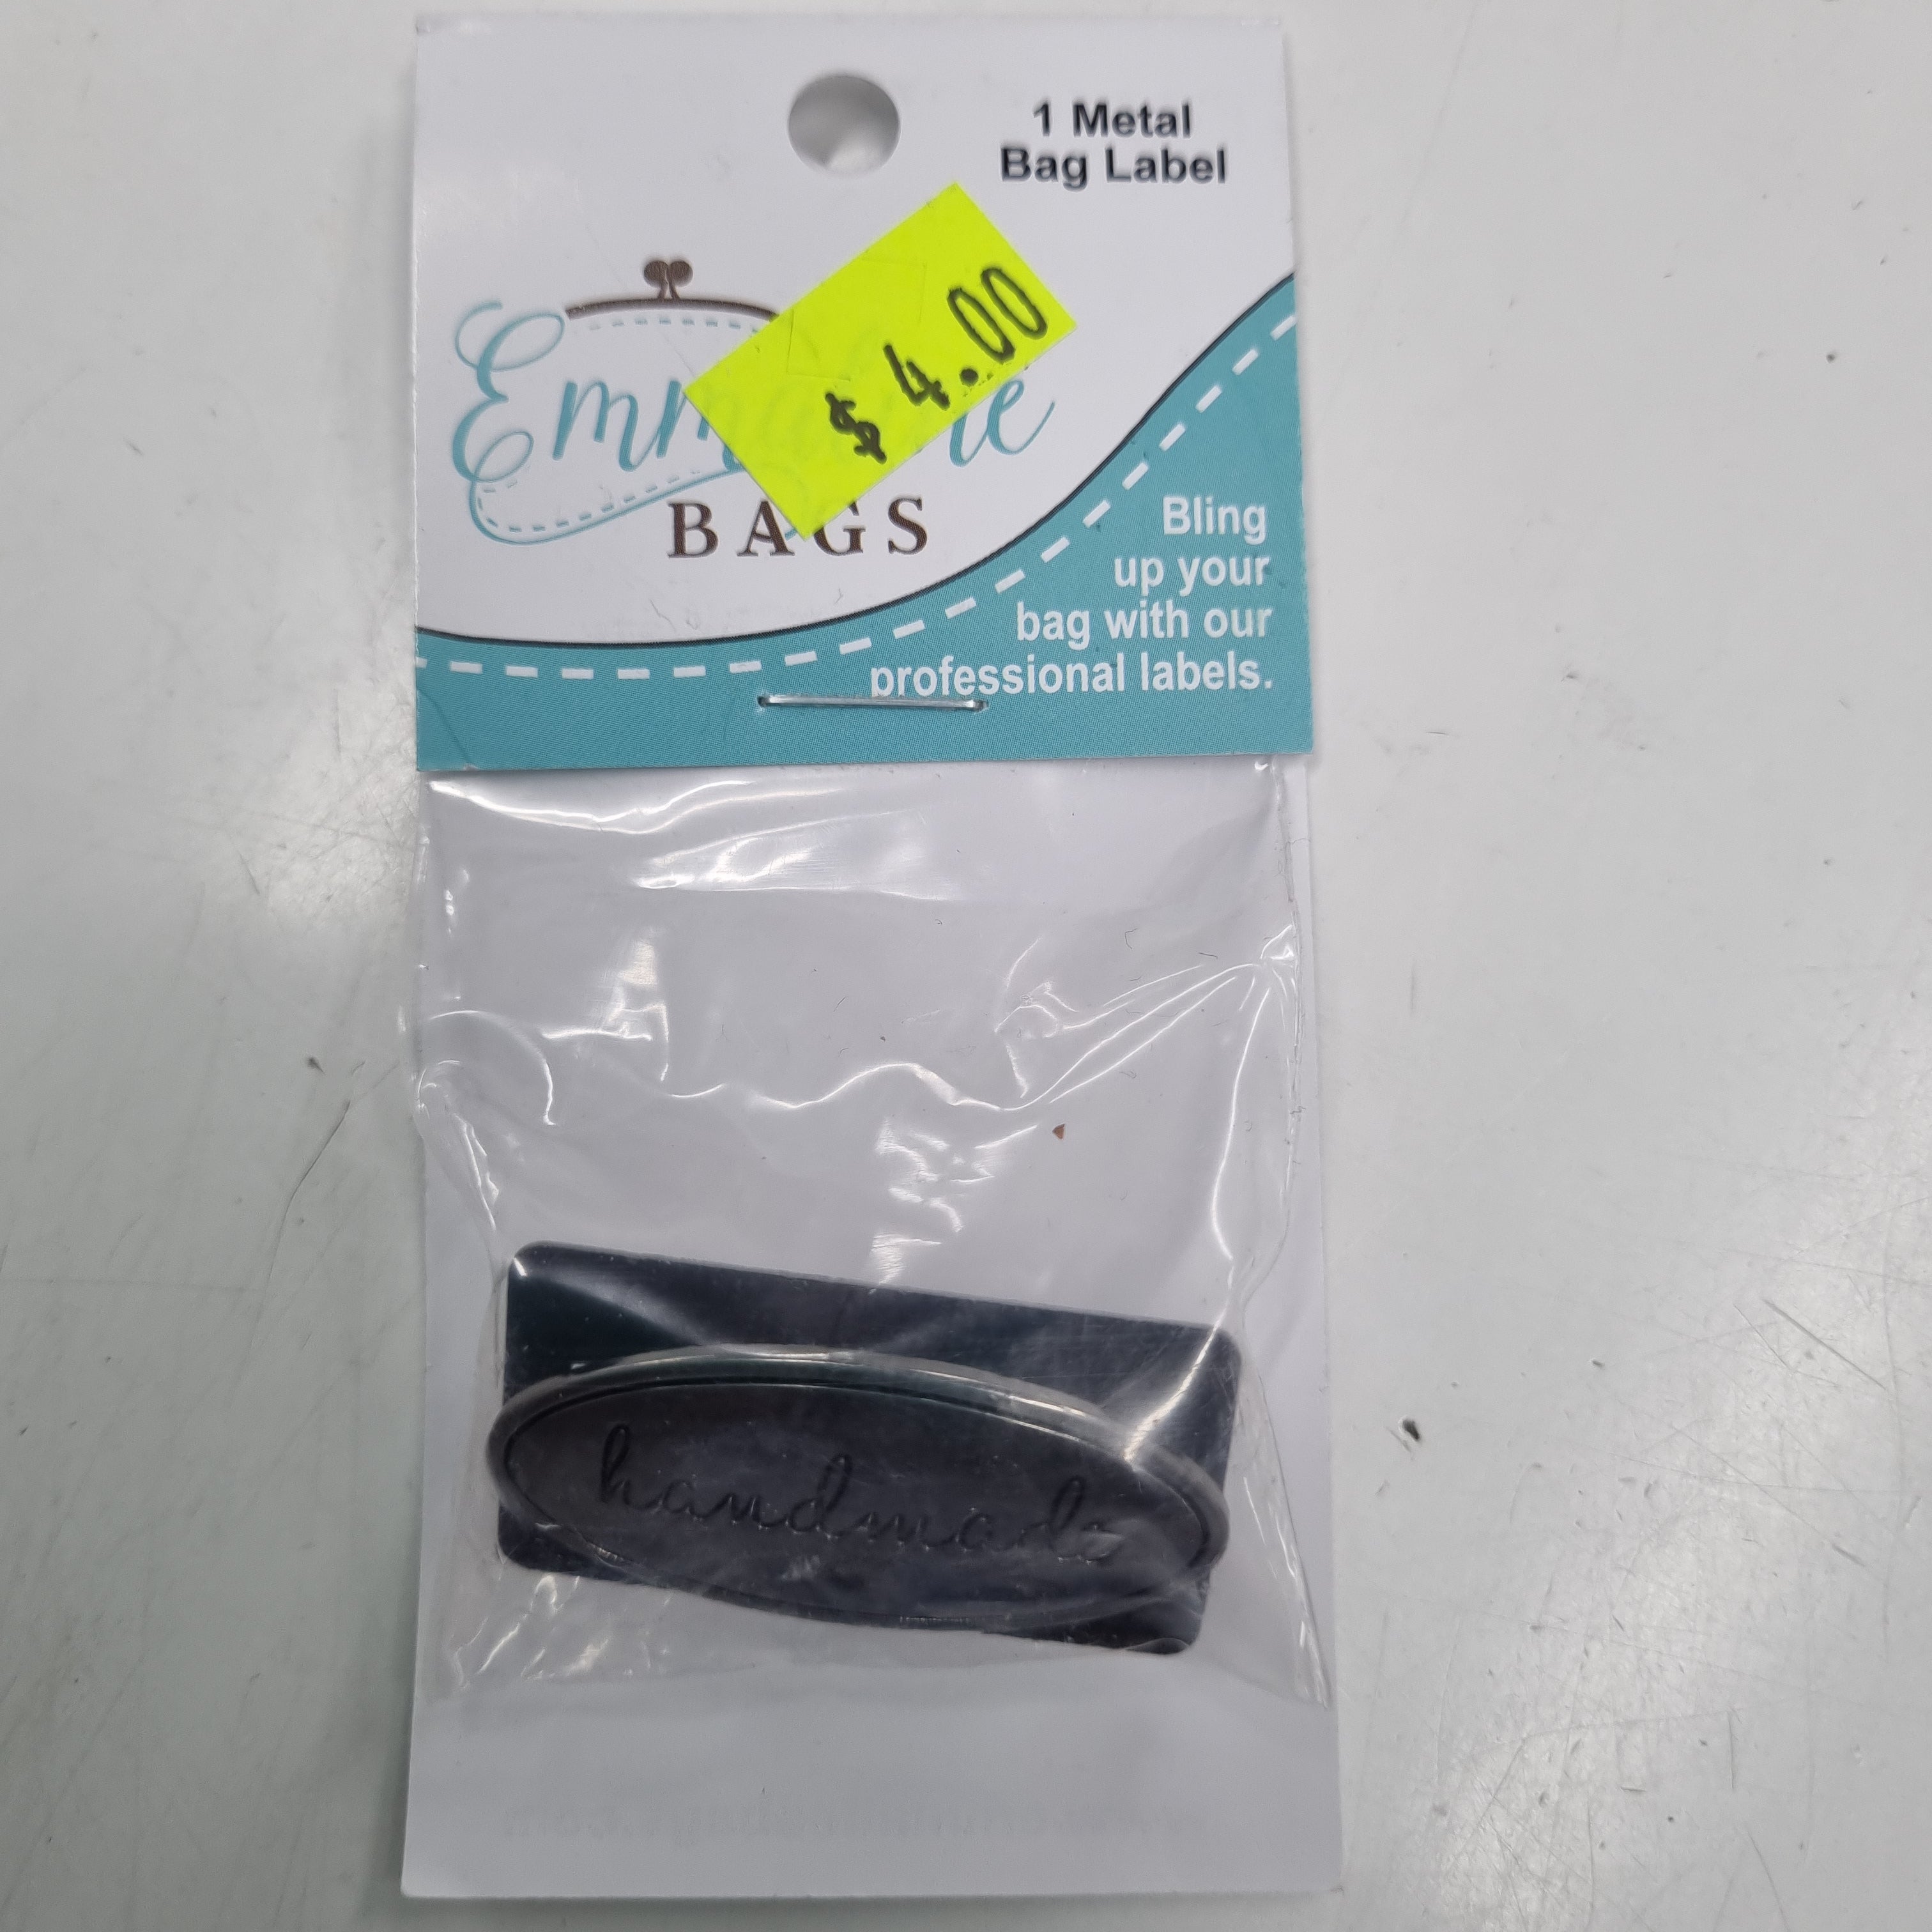 1 Metal
Bag Label
$4.00
BAGS
Bling
up your
bag with our
professional labels.
handmade